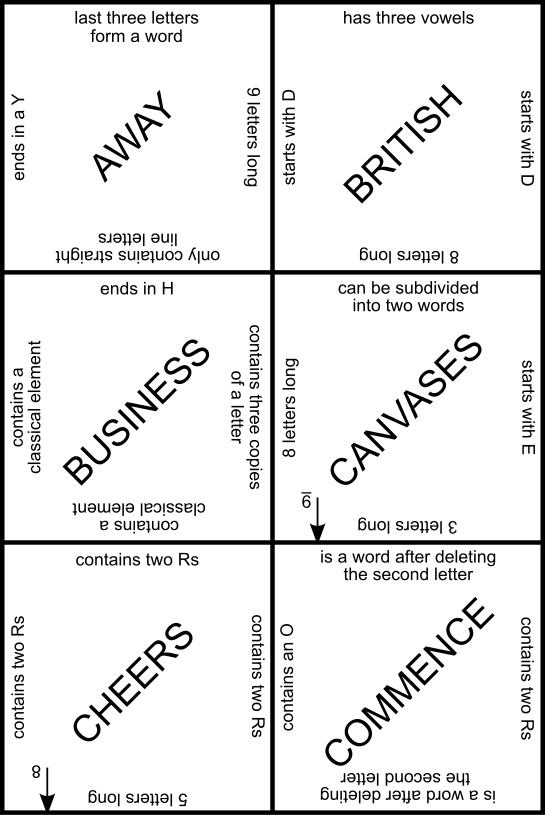 last three letters
form a word
ends in a Y
AWAY
9 letters long
only contains straight
line letters
has three vowels
starts with D
BRITISH
starts with D
8 letters long
ends in H
contains a
classical element
BUSINESS
contains three copies
of a letter
contains a
classical element
can be subdivided
into two words
8 letters long
CANVASES
starts with E
9
3 letters long
contains two Rs
contains two Rs
CHEERS
contains two Rs
8
5 letters long
is a word after deleting
the second letter
contains an O
COMMENCE
contains two Rs
is a word after deleting
the second letter